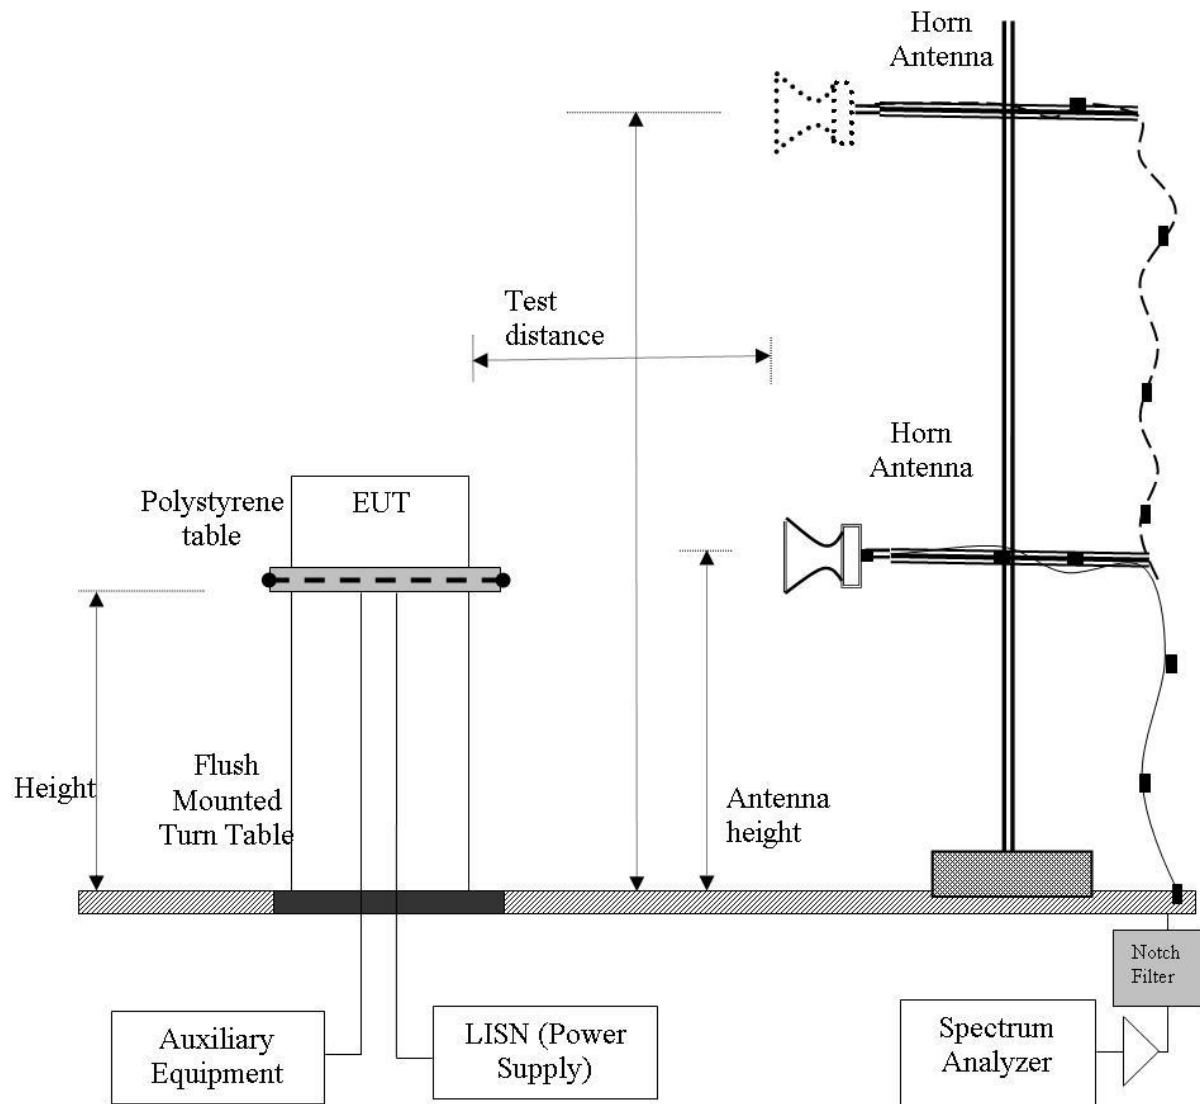 Horn
Antenna
Test
distance
Horn
Antenna
Polystyrene
table
EUT
Height
Flush
Mounted
Turn Table
Antenna
height
Notch
Filter
Auxiliary
Equipment
LISN (Power
Supply)
Spectrum
Analyzer